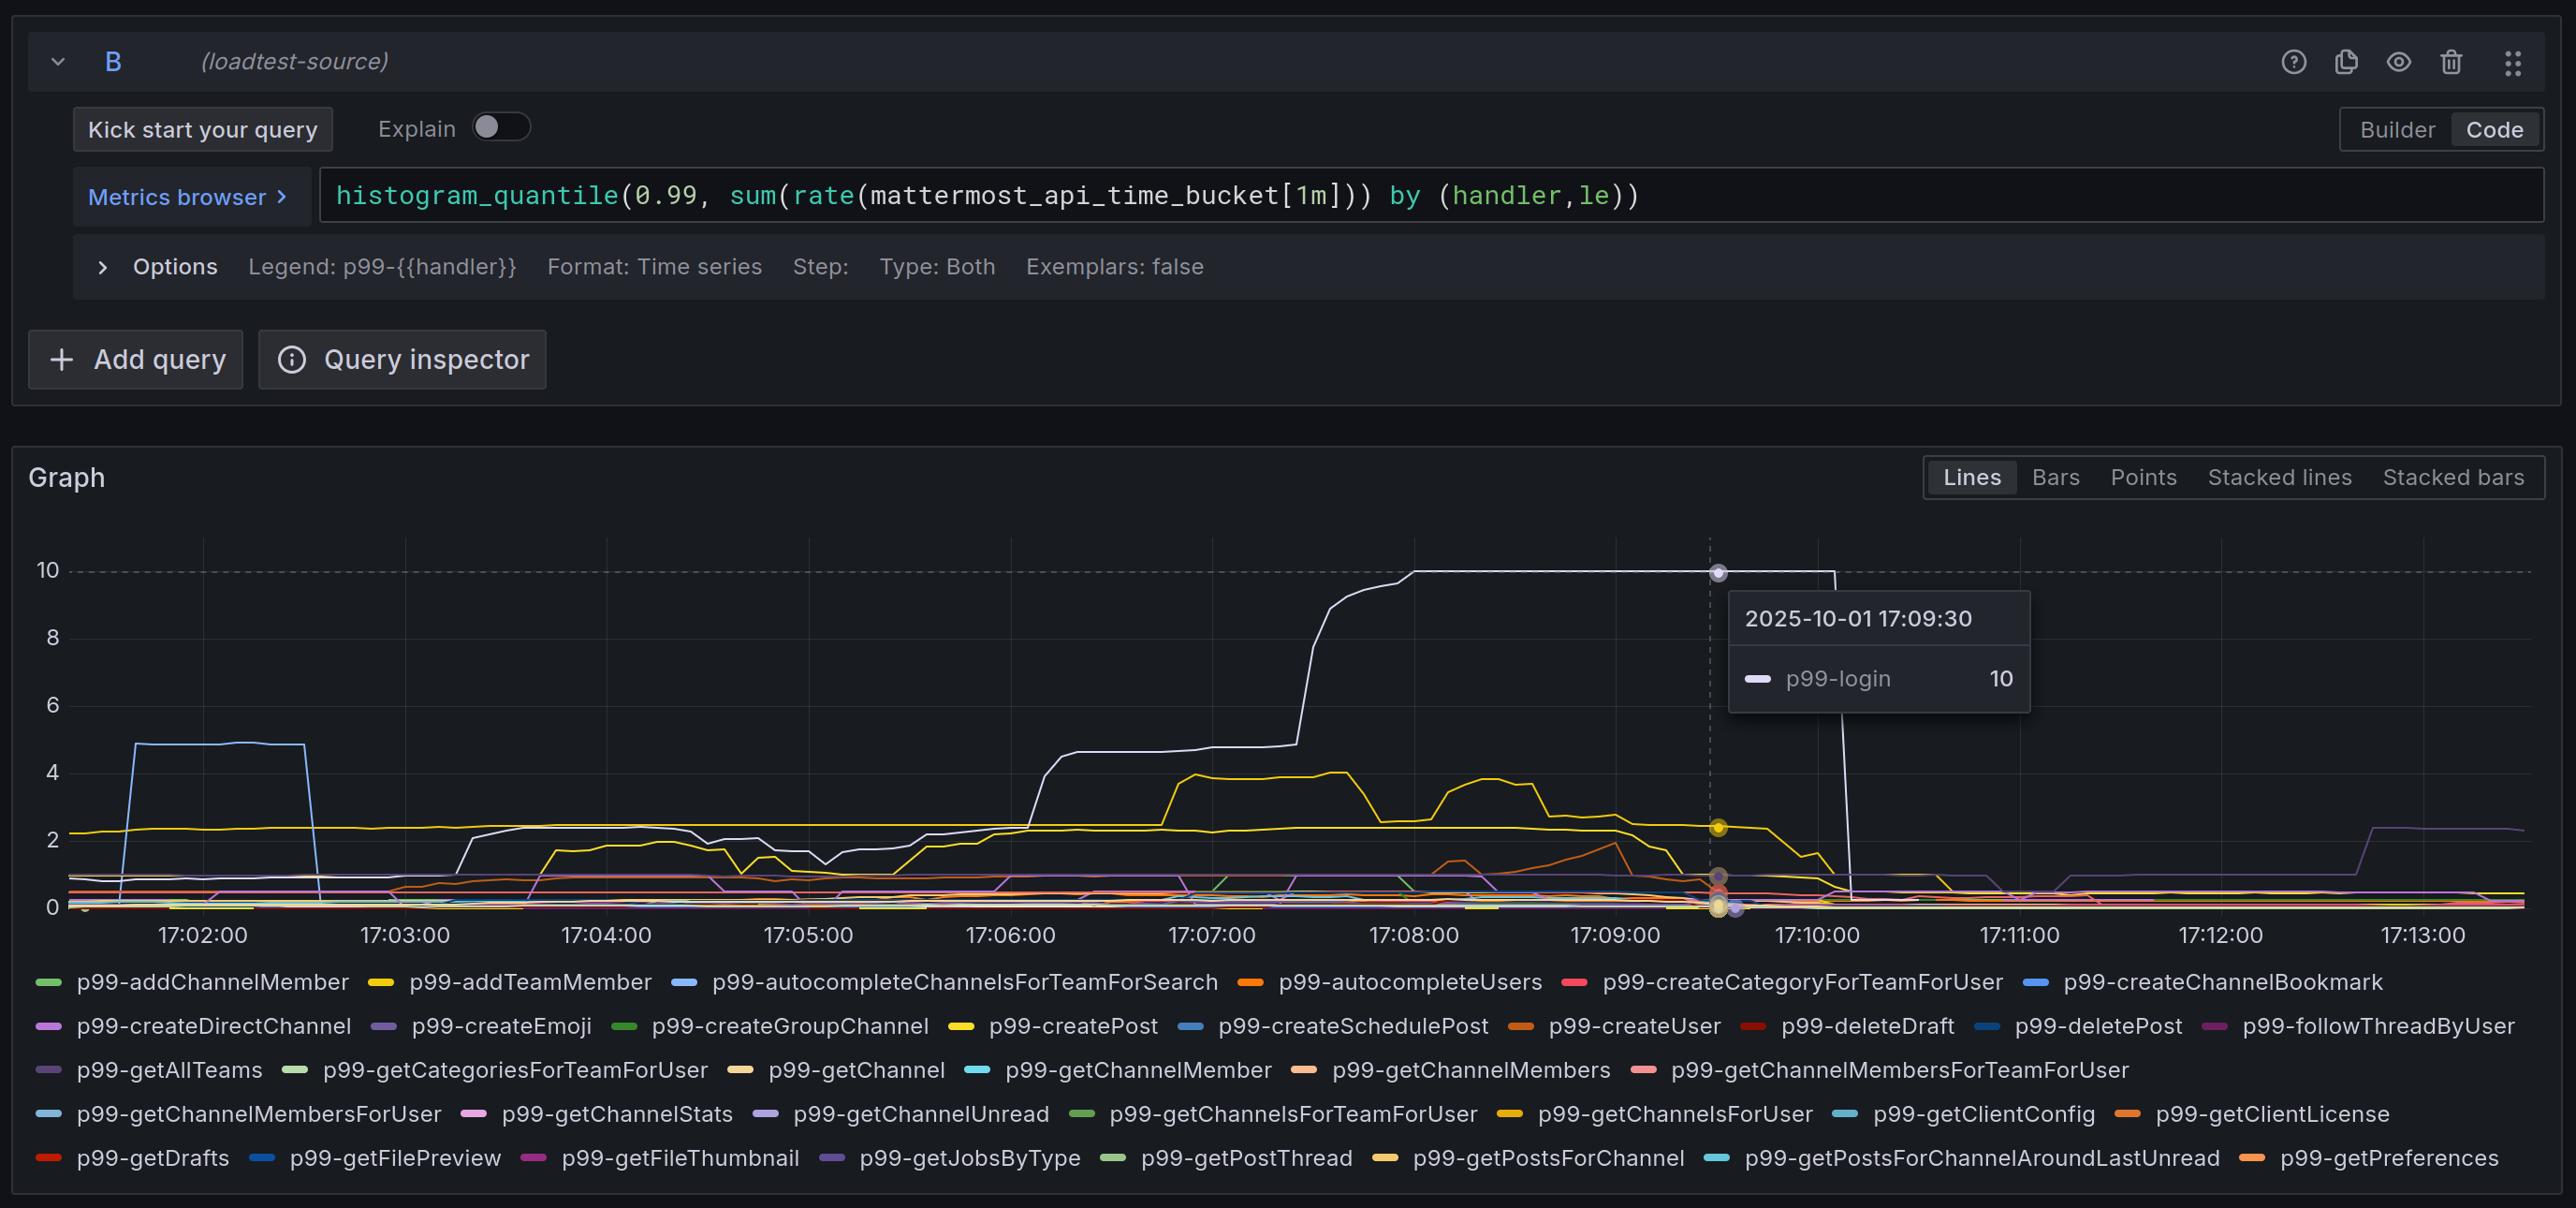 B (loadtest-source)
Kick start your query Explain Builder Code
Metrics browser > histogram_quantile(0.99, sum(rate(mattermost_api_time_bucket[1m])) by (handler,le))
Options Legend: p99-{{handler}} Format: Time series Step: Type: Both Exemplars: false
+ Add query Query inspector
Graph Lines Bars Points Stacked lines Stacked bars
10
8
6
4
2
0
2025-10-01 17:09:30
p99-login 10
17:02:00 17:03:00 17:04:00 17:05:00 17:06:00 17:07:00 17:08:00 17:09:00 17:10:00 17:11:00 17:12:00 17:13:00
p99-addChannelMember p99-addTeamMember p99-autocompleteChannelsForTeamForSearch p99-autocompleteUsers p99-createCategoryForTeamForUser p99-createChannelBookmark
p99-createDirectChannel p99-createEmoji p99-createGroupChannel p99-createPost p99-createSchedulePost p99-createUser p99-deleteDraft p99-deletePost p99-followThreadByUser
p99-getAllTeams p99-getCategoriesForTeamForUser p99-getChannel p99-getChannelMember p99-getChannelMembers p99-getChannelMembersForTeamForUser
p99-getChannelMembersForUser p99-getChannelStats p99-getChannelUnread p99-getChannelsForTeamForUser p99-getChannelsForUser p99-getClientConfig p99-getClientLicense
p99-getDrafts p99-getFilePreview p99-getFileThumbnail p99-getJobsByType p99-getPostThread p99-getPostsForChannel p99-getPostsForChannelAroundLastUnread p99-getPreferences